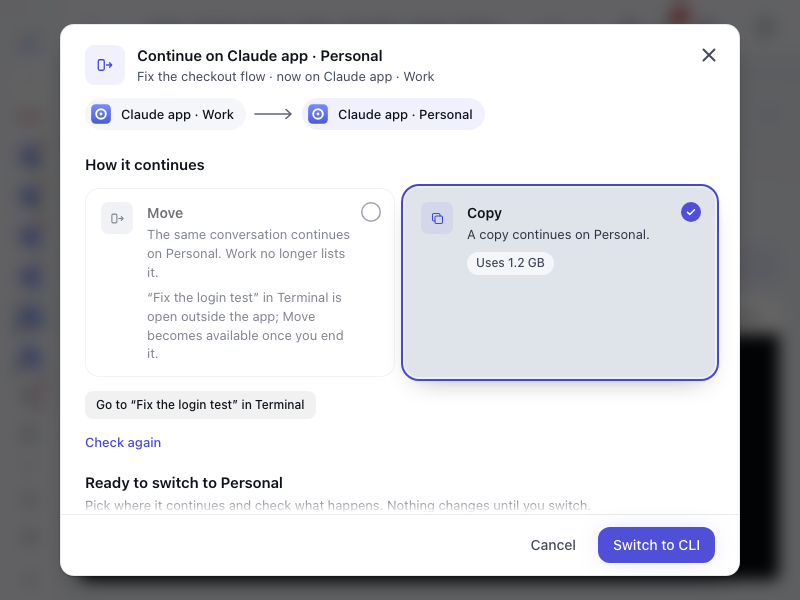 Continue on Claude app · Personal
Fix the checkout flow · now on Claude app · Work
Claude app · Work
Claude app · Personal
How it continues
Move
The same conversation continues
on Personal. Work no longer lists
it.
“Fix the login test” in Terminal is
open outside the app; Move
becomes available once you end
it.
Copy
A copy continues on Personal.
Uses 1.2 GB
Go to “Fix the login test” in Terminal
Check again
Ready to switch to Personal
Pick where it continues and check what happens. Nothing changes until you switch.
Cancel
Switch to CLI